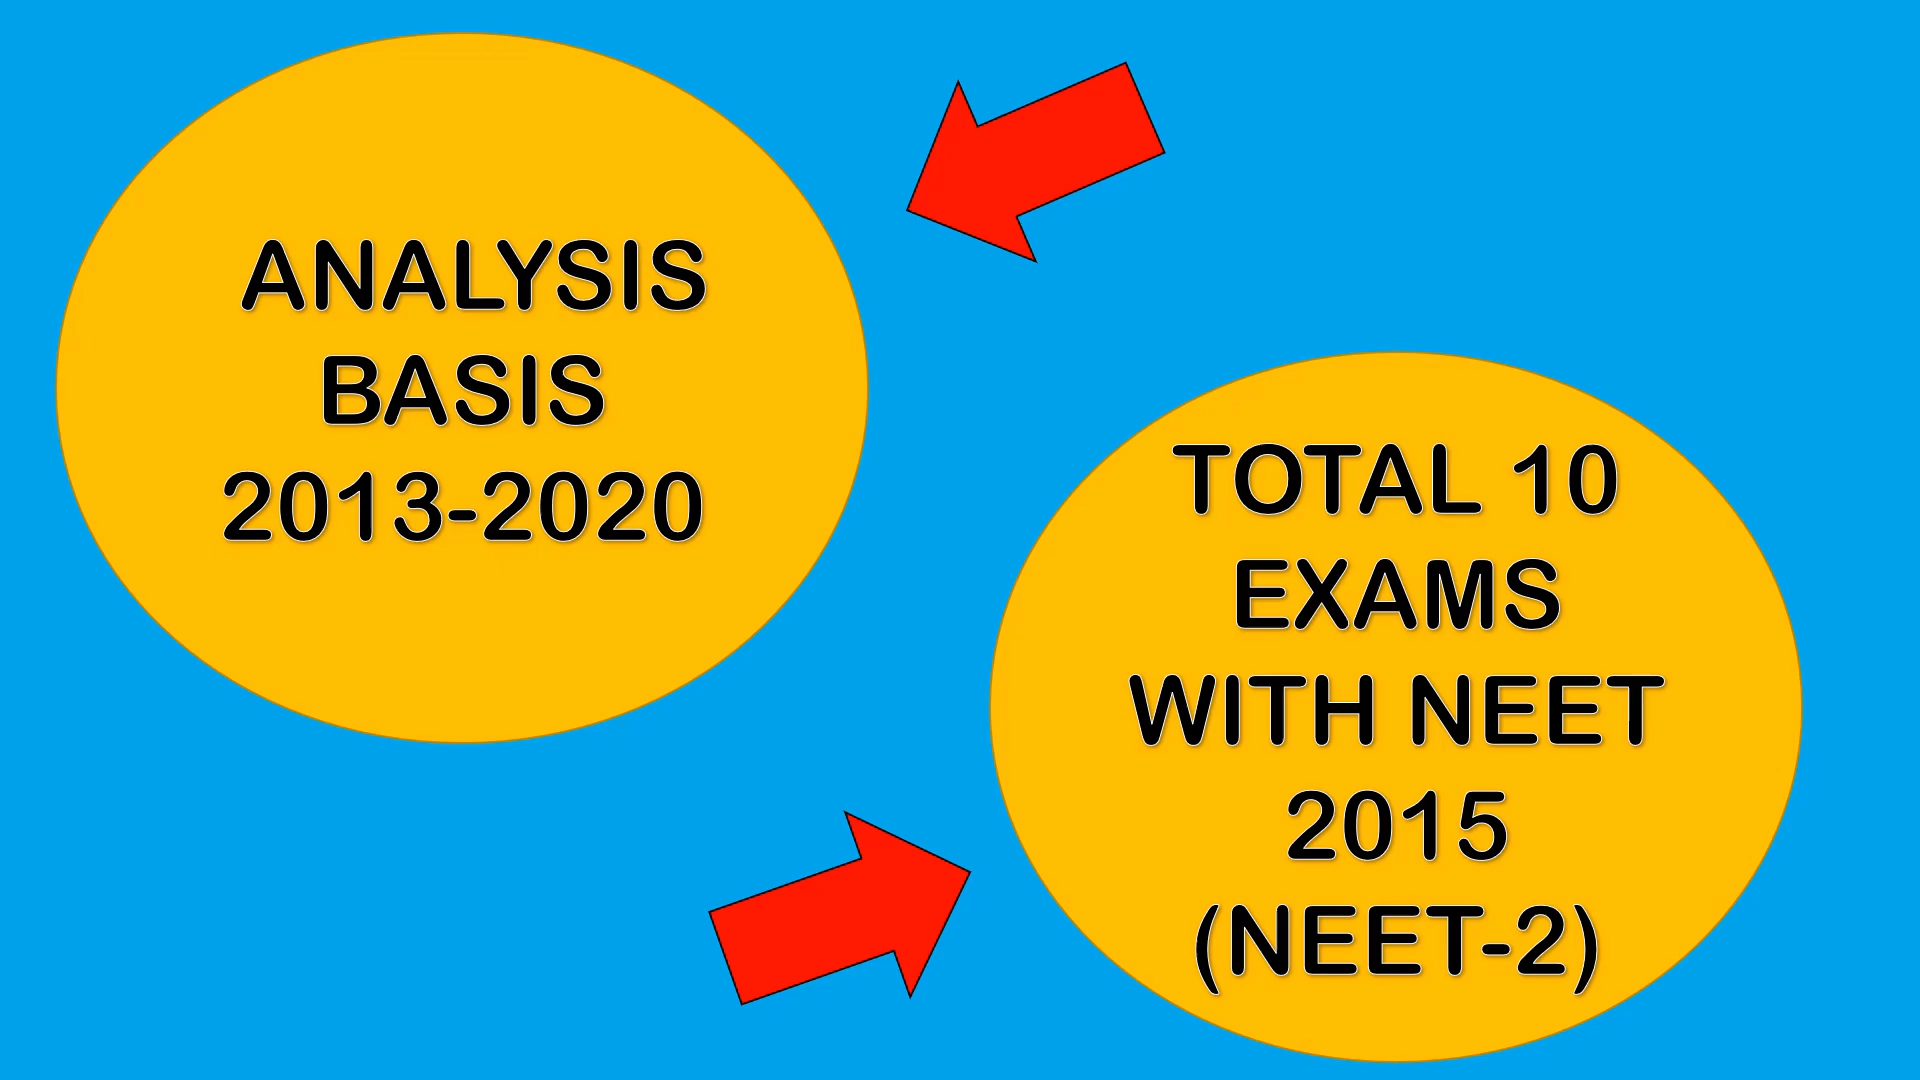 ANALYSIS
BASIS
2013-2020
TOTAL 10
EXAMS
WITH NEET
2015
(NEET-2)